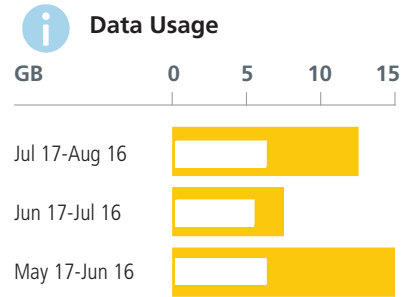 i Data Usage
GB 0 5 10 15
Jul 17-Aug 16
Jun 17-Jul 16
May 17-Jun 16